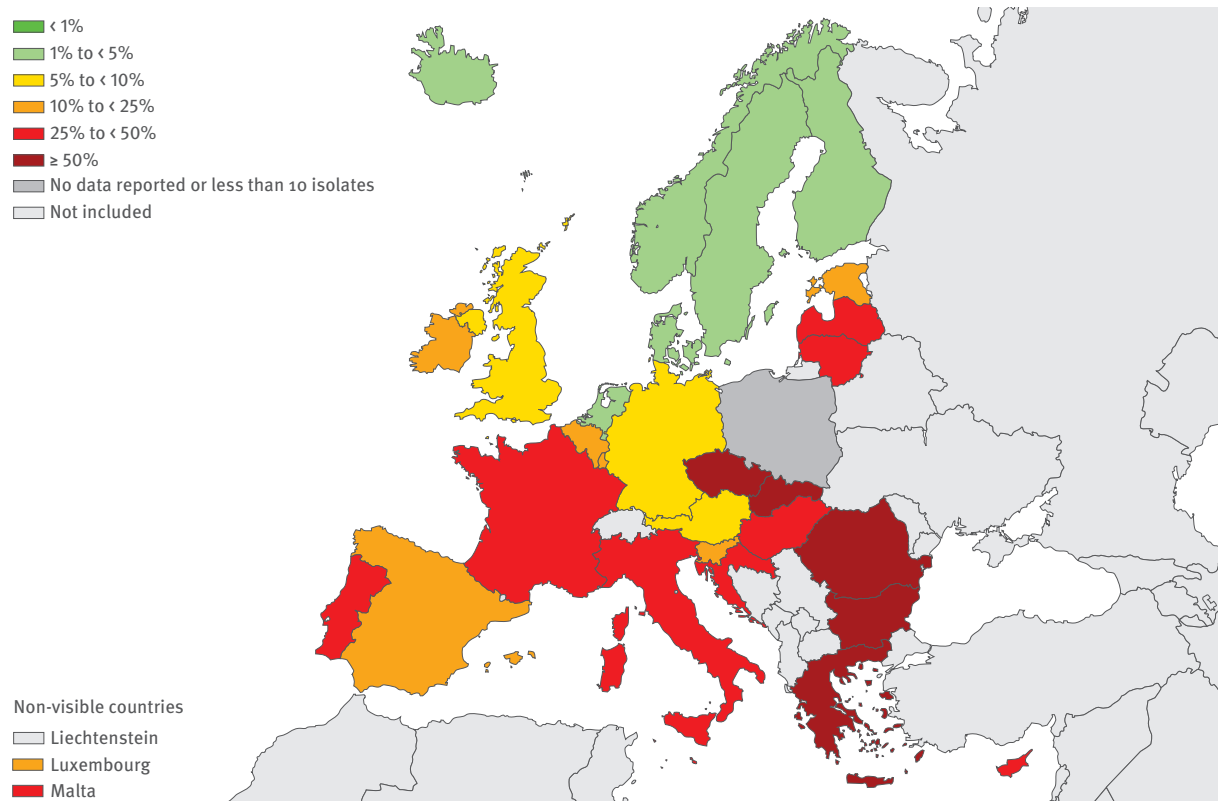 ‹ 1%
1% to ‹ 5%
5% to ‹ 10%
10% to ‹ 25%
25% to ‹ 50%
≥ 50%
No data reported or less than 10 isolates
Not included
Non-visible countries
Liechtenstein
Luxembourg
Malta